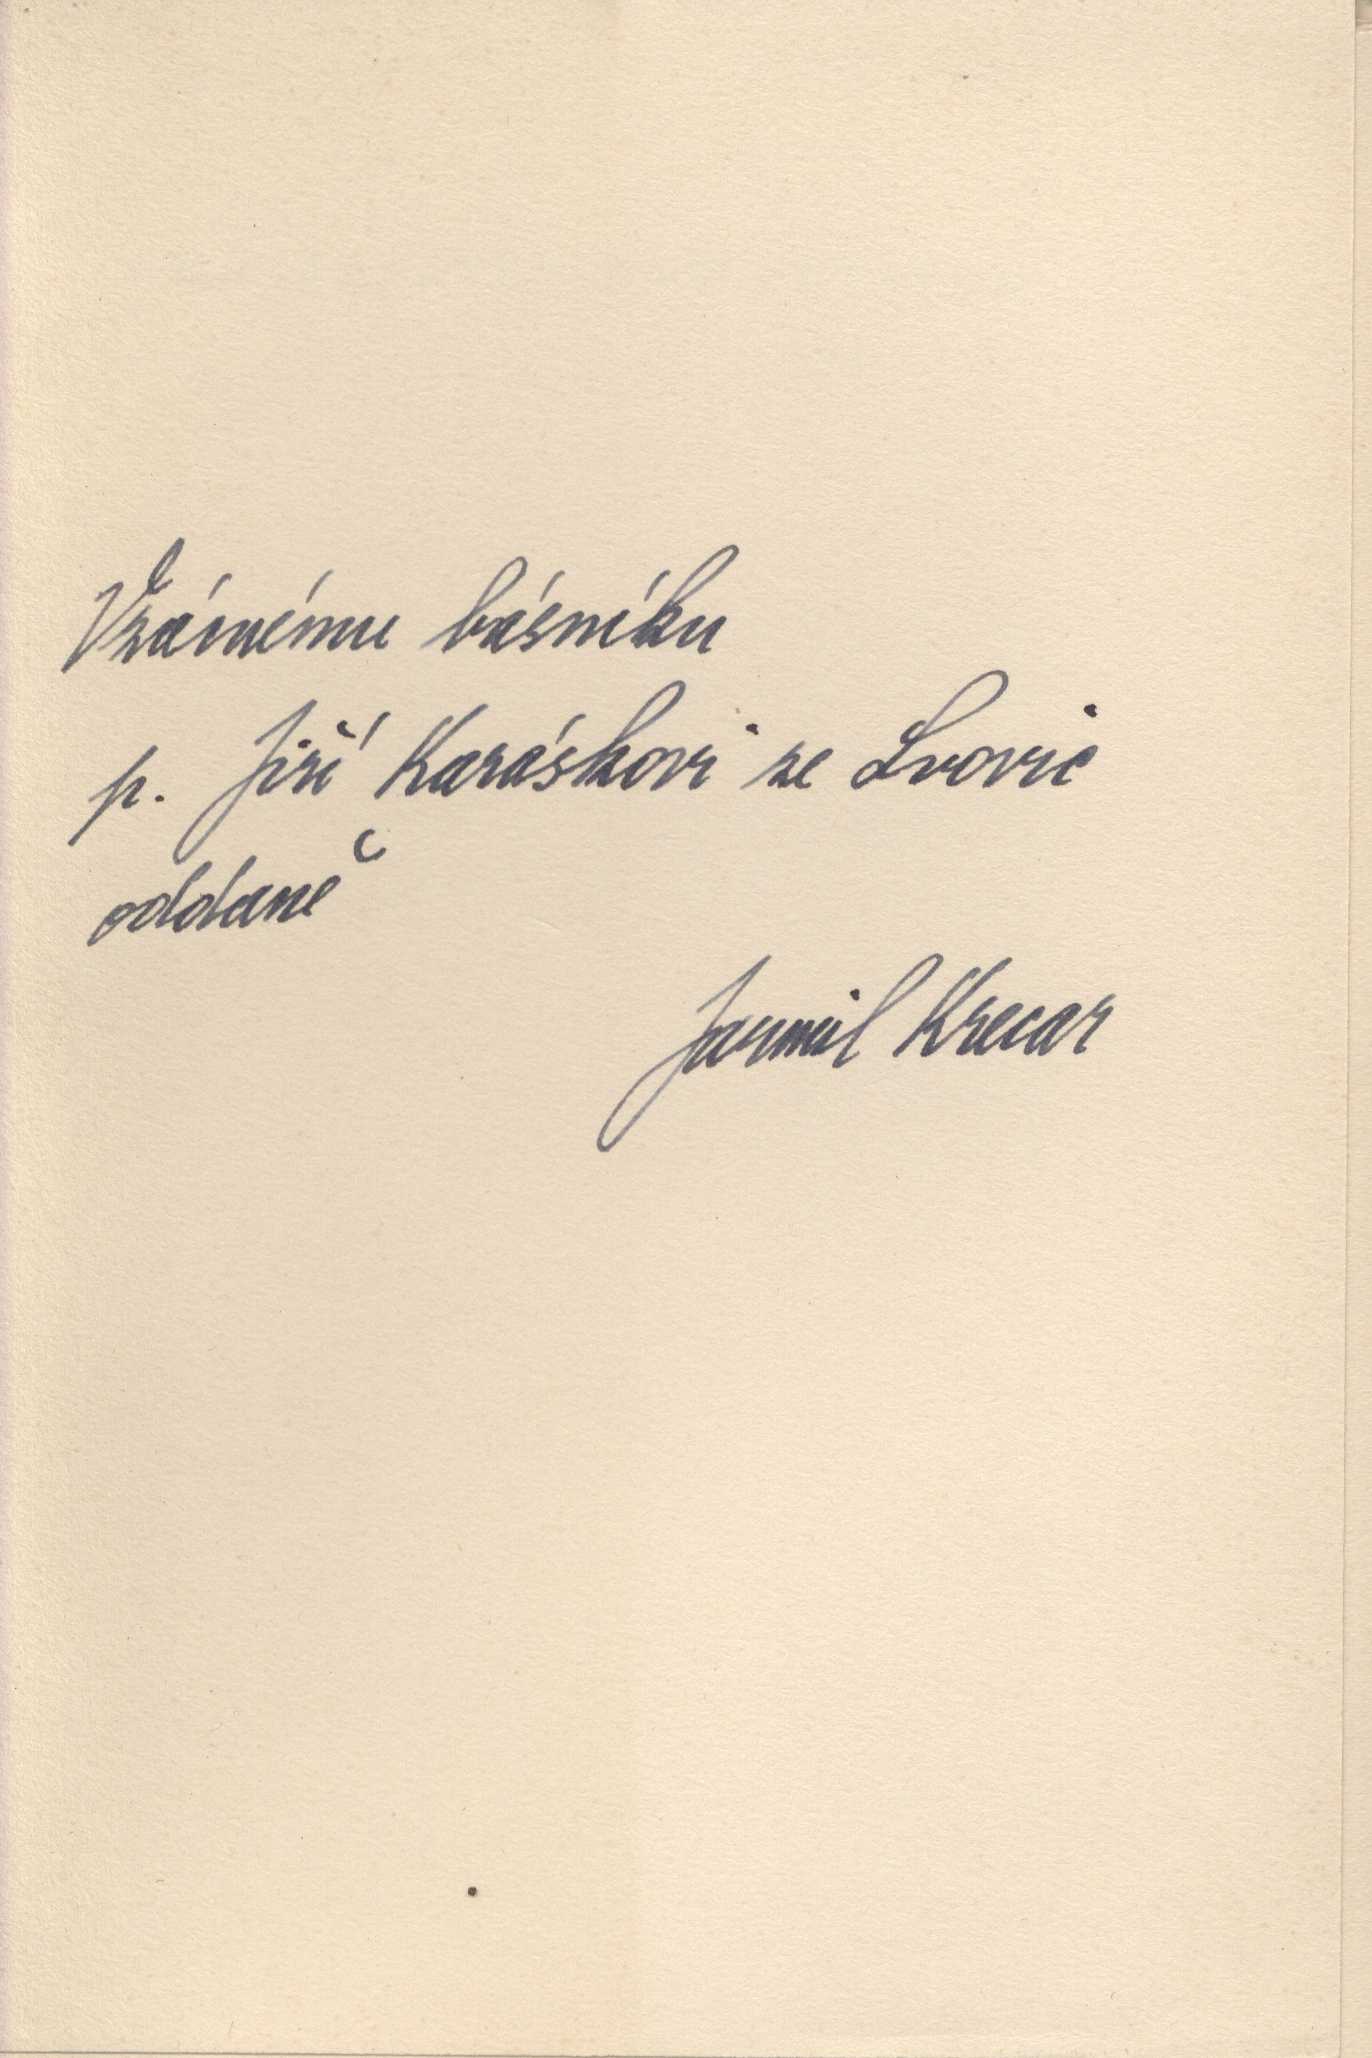 Vzácnému básníku
p. Jiří Karáskovi ze Lvovic
oddaně
Jarmil Krecar